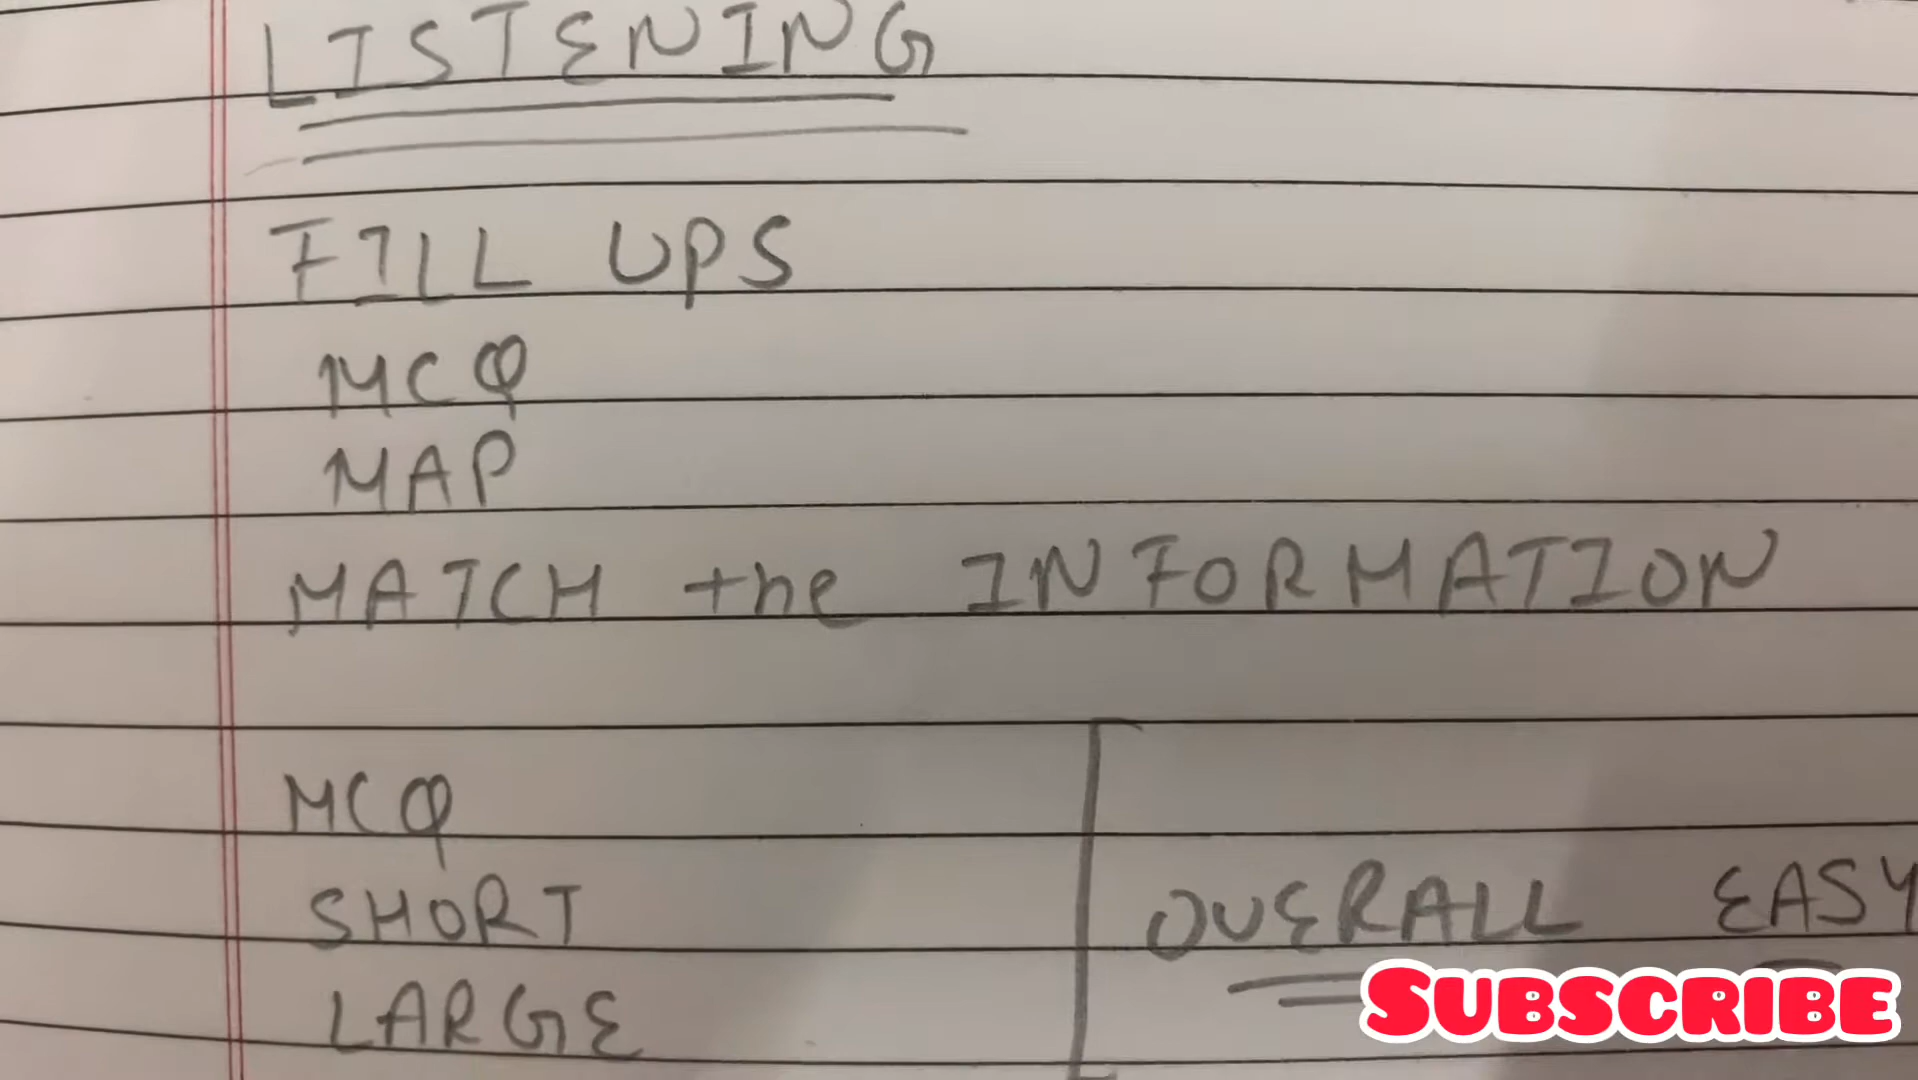 LISTENING
FILL UPS
MCQ
MAP
MATCH the INFORMATION
MCQ
SHORT
LARGE
OVERALL EASY
SUBSCRIBE